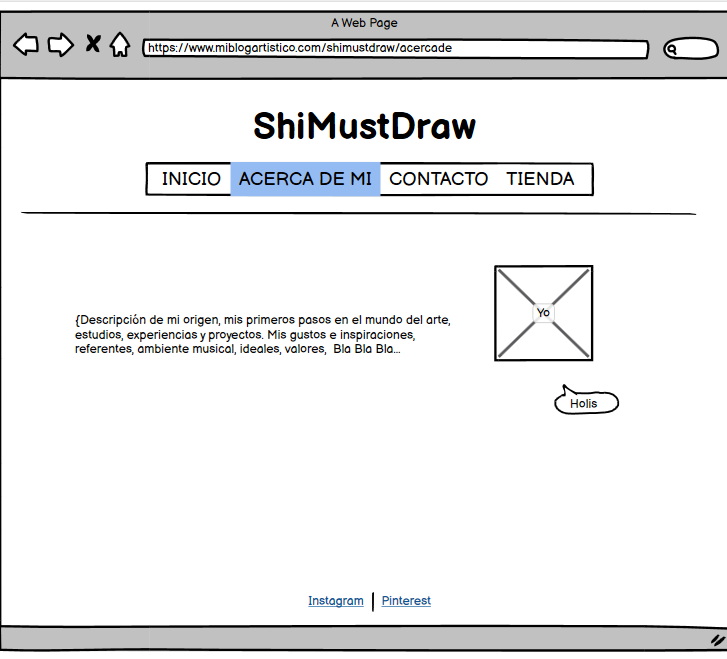 A Web Page
https://www.miblogartistico.com/shimustdraw/acercade
ShiMustDraw
INICIO ACERCA DE MI CONTACTO TIENDA
{Descripción de mi origen, mis primeros pasos en el mundo del arte,
estudios, experiencias y proyectos. Mis gustos e inspiraciones,
referentes, ambiente musical, ideales, valores, Bla Bla Bla...
Yo
Holis
Instagram | Pinterest